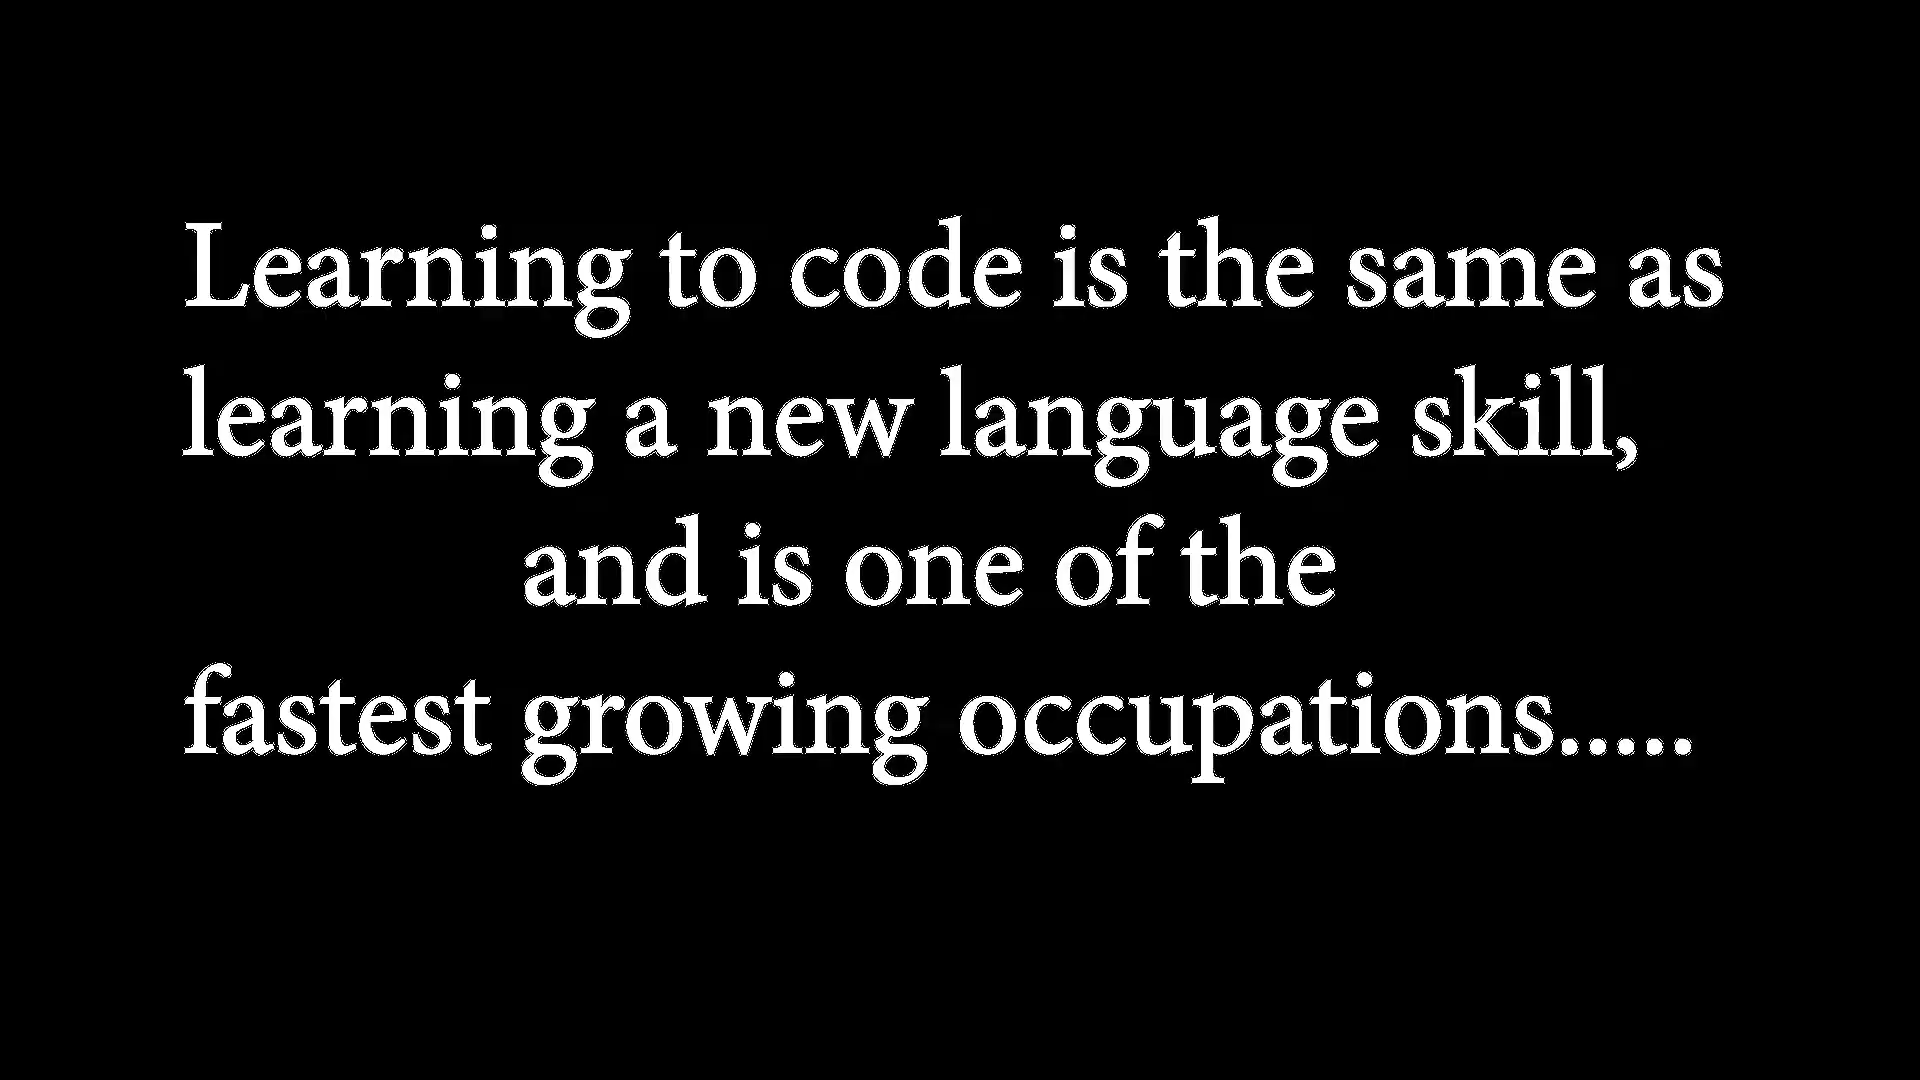 Learning to code is the same as
learning a new language skill,
and is one of the
fastest growing occupations.....